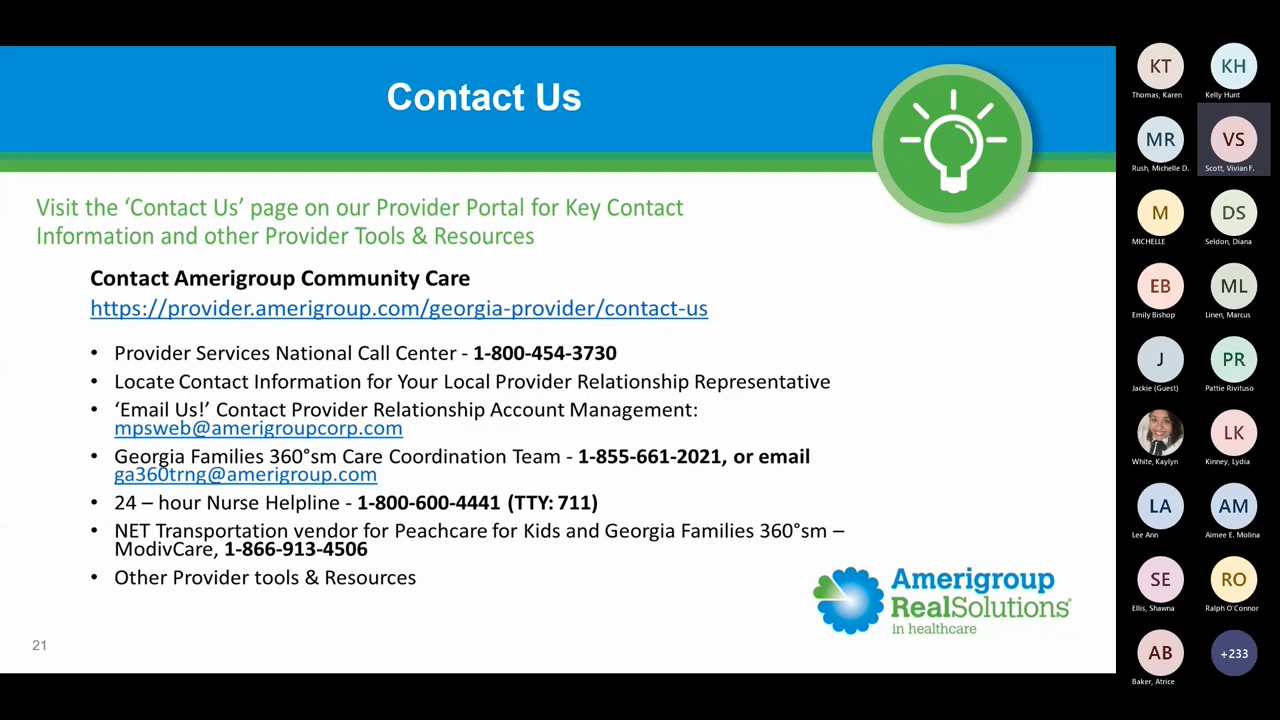 Contact Us
Visit the ‘Contact Us’ page on our Provider Portal for Key Contact
Information and other Provider Tools & Resources
Contact Amerigroup Community Care
https://provider.amerigroup.com/georgia-provider/contact-us
• Provider Services National Call Center - 1-800-454-3730
• Locate Contact Information for Your Local Provider Relationship Representative
• ‘Email Us!’ Contact Provider Relationship Account Management:
mpsweb@amerigroupcorp.com
• Georgia Families 360°sm Care Coordination Team - 1-855-661-2021, or email
ga360trng@amerigroup.com
• 24 – hour Nurse Helpline - 1-800-600-4441 (TTY: 711)
• NET Transportation vendor for Peachcare for Kids and Georgia Families 360°sm –
ModivCare, 1-866-913-4506
• Other Provider tools & Resources
Amerigroup
RealSolutions®
in healthcare
21
KT KH
Thomas, Karen Kelly Hunt
MR VS
Rush, Michelle D. Scott, Vivian F.
M DS
MICHELLE Seldon, Diana
EB ML
Emily Bishop Linen, Marcus
J PR
Jackie (Guest) Pattie Rivituso
LK
White, Kaylyn Kinney, Lydia
LA AM
Lee Ann Aimee E. Molina
SE RO
Ellis, Shawna Ralph O'Connor
AB +233
Baker, Atrice